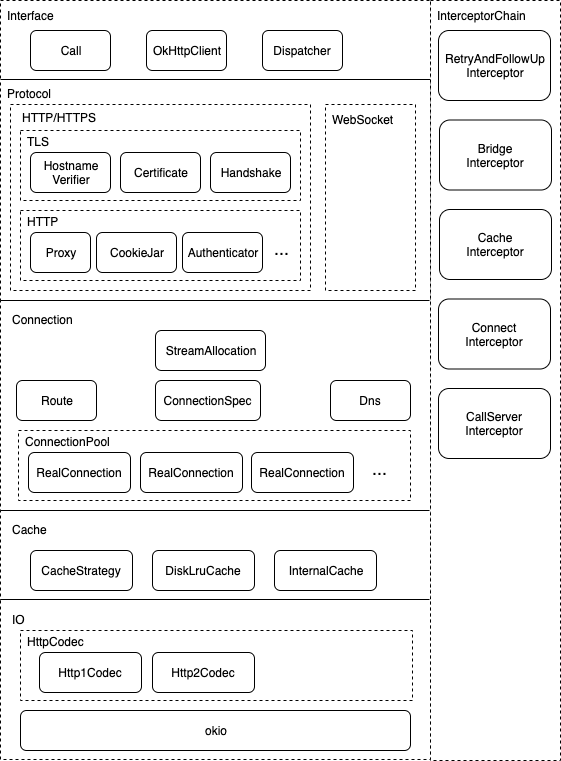 Interface
Call
OkHttpClient
Dispatcher
Protocol
HTTP/HTTPS
TLS
Hostname
Verifier
Certificate
Handshake
HTTP
Proxy
CookieJar
Authenticator
...
WebSocket
Connection
StreamAllocation
Route
ConnectionSpec
Dns
ConnectionPool
RealConnection
RealConnection
RealConnection
...
Cache
CacheStrategy
DiskLruCache
InternalCache
IO
HttpCodec
Http1Codec
Http2Codec
okio
InterceptorChain
RetryAndFollowUp
Interceptor
Bridge
Interceptor
Cache
Interceptor
Connect
Interceptor
CallServer
Interceptor